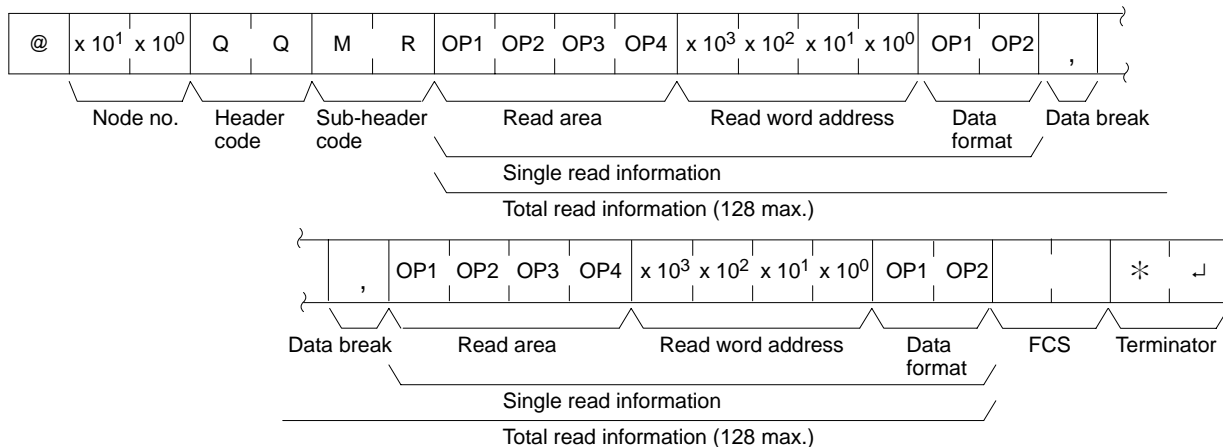 @ x 10¹ x 10⁰ Q Q M R OP1 OP2 OP3 OP4 x 10³ x 10² x 10¹ x 10⁰ OP1 OP2 ,
Node no. Header code Sub-header code Read area Read word address Data format Data break
Single read information
Total read information (128 max.)
, OP1 OP2 OP3 OP4 x 10³ x 10² x 10¹ x 10⁰ OP1 OP2 * ↵
Data break Read area Read word address Data format FCS Terminator
Single read information
Total read information (128 max.)